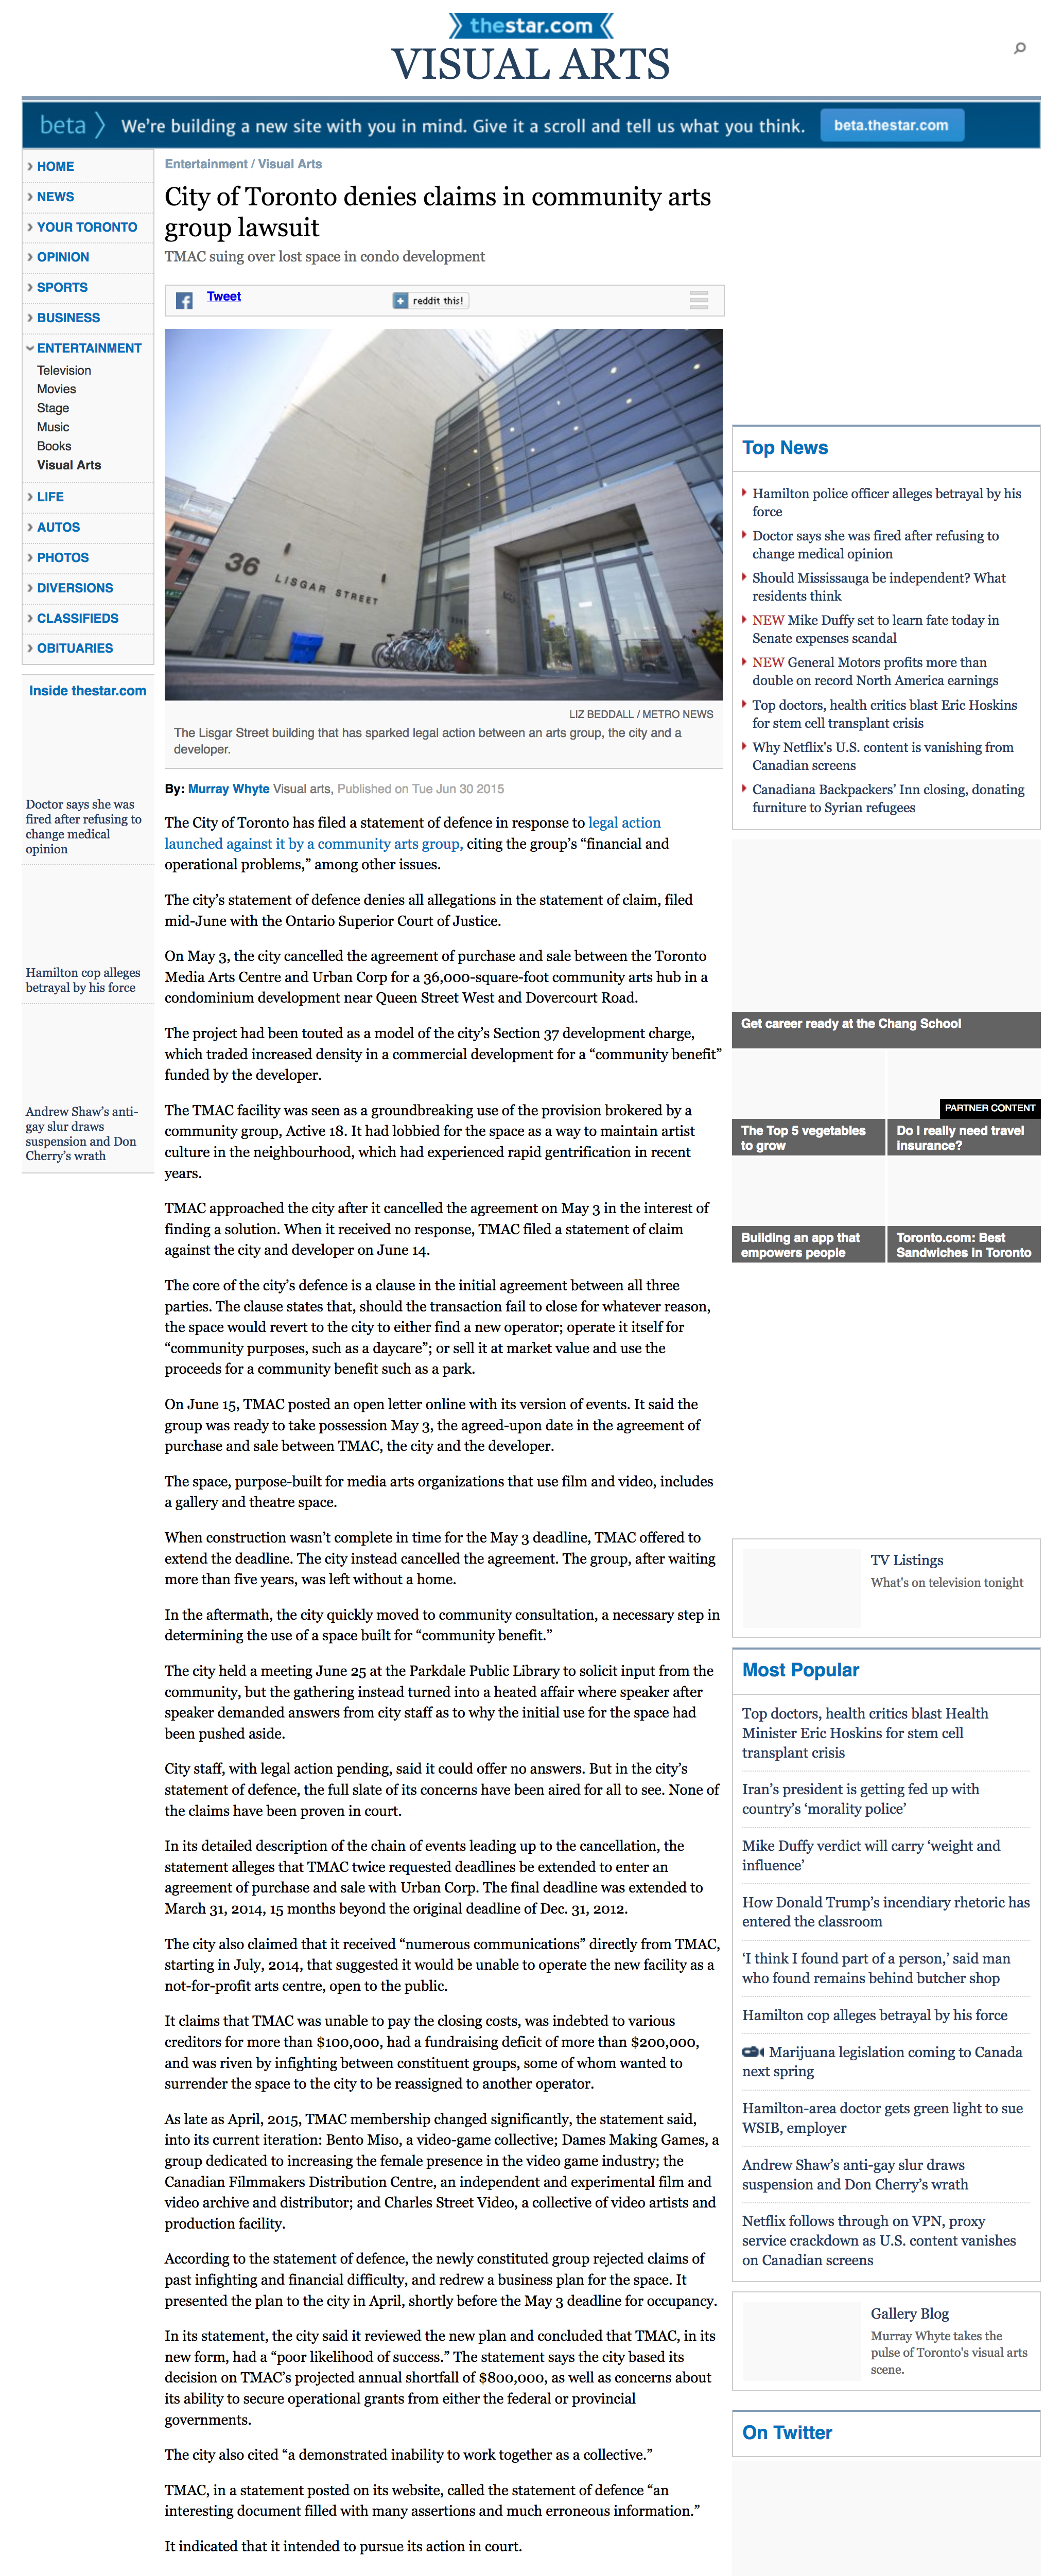 thestar.com
VISUAL ARTS
beta
We're building a new site with you in mind. Give it a scroll and tell us what you think.
beta.thestar.com
HOME
NEWS
YOUR TORONTO
OPINION
SPORTS
BUSINESS
ENTERTAINMENT
Television
Movies
Stage
Music
Books
Visual Arts
LIFE
AUTOS
PHOTOS
DIVERSIONS
CLASSIFIEDS
OBITUARIES
Inside thestar.com
Doctor says she was
fired after refusing to
change medical
opinion
Hamilton cop alleges
betrayal by his force
Andrew Shaw's anti-
gay slur draws
suspension and Don
Cherry's wrath
Entertainment / Visual Arts
City of Toronto denies claims in community arts
group lawsuit
TMAC suing over lost space in condo development
Tweet
reddit this!
36 LISGAR STREET
LIZ BEDDALL / METRO NEWS
The Lisgar Street building that has sparked legal action between an arts group, the city and a
developer.
By: Murray Whyte Visual arts, Published on Tue Jun 30 2015
The City of Toronto has filed a statement of defence in response to legal action
launched against it by a community arts group, citing the group's “financial and
operational problems,” among other issues.
The city's statement of defence denies all allegations in the statement of claim, filed
mid-June with the Ontario Superior Court of Justice.
On May 3, the city cancelled the agreement of purchase and sale between the Toronto
Media Arts Centre and Urban Corp for a 36,000-square-foot community arts hub in a
condominium development near Queen Street West and Dovercourt Road.
The project had been touted as a model of the city's Section 37 development charge,
which traded increased density in a commercial development for a “community benefit”
funded by the developer.
The TMAC facility was seen as a groundbreaking use of the provision brokered by a
community group, Active 18. It had lobbied for the space as a way to maintain artist
culture in the neighbourhood, which had experienced rapid gentrification in recent
years.
TMAC approached the city after it cancelled the agreement on May 3 in the interest of
finding a solution. When it received no response, TMAC filed a statement of claim
against the city and developer on June 14.
The core of the city's defence is a clause in the initial agreement between all three
parties. The clause states that, should the transaction fail to close for whatever reason,
the space would revert to the city to either find a new operator; operate it itself for
“community purposes, such as a daycare”; or sell it at market value and use the
proceeds for a community benefit such as a park.
On June 15, TMAC posted an open letter online with its version of events. It said the
group was ready to take possession May 3, the agreed-upon date in the agreement of
purchase and sale between TMAC, the city and the developer.
The space, purpose-built for media arts organizations that use film and video, includes
a gallery and theatre space.
When construction wasn't complete in time for the May 3 deadline, TMAC offered to
extend the deadline. The city instead cancelled the agreement. The group, after waiting
more than five years, was left without a home.
In the aftermath, the city quickly moved to community consultation, a necessary step in
determining the use of a space built for “community benefit.”
The city held a meeting June 25 at the Parkdale Public Library to solicit input from the
community, but the gathering instead turned into a heated affair where speaker after
speaker demanded answers from city staff as to why the initial use for the space had
been pushed aside.
City staff, with legal action pending, said it could offer no answers. But in the city's
statement of defence, the full slate of its concerns have been aired for all to see. None of
the claims have been proven in court.
In its detailed description of the chain of events leading up to the cancellation, the
statement alleges that TMAC twice requested deadlines be extended to enter an
agreement of purchase and sale with Urban Corp. The final deadline was extended to
March 31, 2014, 15 months beyond the original deadline of Dec. 31, 2012.
The city also claimed that it received “numerous communications” directly from TMAC,
starting in July, 2014, that suggested it would be unable to operate the new facility as a
not-for-profit arts centre, open to the public.
It claims that TMAC was unable to pay the closing costs, was indebted to various
creditors for more than $100,000, had a fundraising deficit of more than $200,000,
and was riven by infighting between constituent groups, some of whom wanted to
surrender the space to the city to be reassigned to another operator.
As late as April, 2015, TMAC membership changed significantly, the statement said,
into its current iteration: Bento Miso, a video-game collective; Dames Making Games, a
group dedicated to increasing the female presence in the video game industry; the
Canadian Filmmakers Distribution Centre, an independent and experimental film and
video archive and distributor; and Charles Street Video, a collective of video artists and
production facility.
According to the statement of defence, the newly constituted group rejected claims of
past infighting and financial difficulty, and redrew a business plan for the space. It
presented the plan to the city in April, shortly before the May 3 deadline for occupancy.
In its statement, the city said it reviewed the new plan and concluded that TMAC, in its
new form, had a “poor likelihood of success.” The statement says the city based its
decision on TMAC's projected annual shortfall of $800,000, as well as concerns about
its ability to secure operational grants from either the federal or provincial
governments.
The city also cited “a demonstrated inability to work together as a collective.”
TMAC, in a statement posted on its website, called the statement of defence “an
interesting document filled with many assertions and much erroneous information.”
It indicated that it intended to pursue its action in court.
Top News
Hamilton police officer alleges betrayal by his
force
Doctor says she was fired after refusing to
change medical opinion
Should Mississauga be independent? What
residents think
NEW Mike Duffy set to learn fate today in
Senate expenses scandal
NEW General Motors profits more than
double on record North America earnings
Top doctors, health critics blast Eric Hoskins
for stem cell transplant crisis
Why Netflix's U.S. content is vanishing from
Canadian screens
Canadiana Backpackers' Inn closing, donating
furniture to Syrian refugees
Get career ready at the Chang School
PARTNER CONTENT
The Top 5 vegetables
to grow
Do I really need travel
insurance?
Building an app that
empowers people
Toronto.com: Best
Sandwiches in Toronto
TV Listings
What's on television tonight
Most Popular
Top doctors, health critics blast Health
Minister Eric Hoskins for stem cell
transplant crisis
Iran's president is getting fed up with
country's ‘morality police’
Mike Duffy verdict will carry ‘weight and
influence’
How Donald Trump's incendiary rhetoric has
entered the classroom
‘I think I found part of a person,’ said man
who found remains behind butcher shop
Hamilton cop alleges betrayal by his force
Marijuana legislation coming to Canada
next spring
Hamilton-area doctor gets green light to sue
WSIB, employer
Andrew Shaw's anti-gay slur draws
suspension and Don Cherry's wrath
Netflix follows through on VPN, proxy
service crackdown as U.S. content vanishes
on Canadian screens
Gallery Blog
Murray Whyte takes the
pulse of Toronto's visual arts
scene.
On Twitter